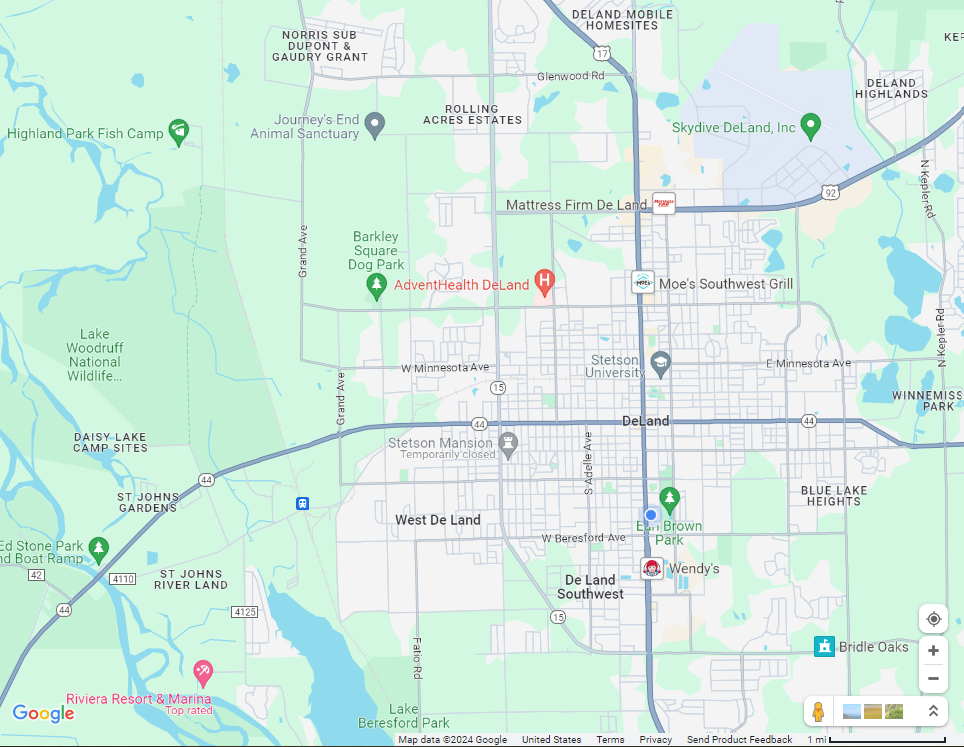 DELAND MOBILE
HOMESITES
NORRIS SUB
DUPONT &
GAUDRY GRANT
17
Glenwood Rd
DELAND
HIGHLANDS
ROLLING
ACRES ESTATES
Journey's End
Animal Sanctuary
Highland Park Fish Camp
Skydive DeLand, Inc
N Kepler Rd
92
Mattress Firm De Land
Grand Ave
Barkley
Square
Dog Park
AdventHealth DeLand
H
MOE'S
Moe's Southwest Grill
N Kepler Rd
Lake
Woodruff
National
Wildlife...
W Minnesota Ave
Stetson
University
E Minnesota Ave
15
Grand Ave
WINNEMISS
PARK
44
DeLand
44
DAISY LAKE
CAMP SITES
Stetson Mansion
Temporarily closed
S Adelle Ave
44
ST JOHNS
GARDENS
BLUE LAKE
HEIGHTS
West De Land
Earl Brown
Park
W Beresford Ave
Ed Stone Park
nd Boat Ramp
42
4110
ST JOHNS
RIVER LAND
Wendy's
De Land
Southwest
44
4125
15
Fatio Rd
Bridle Oaks
Riviera Resort & Marina
Top rated
Lake
Beresford Park
Google
Map data ©2024 Google United States Terms Privacy Send Product Feedback 1 mi